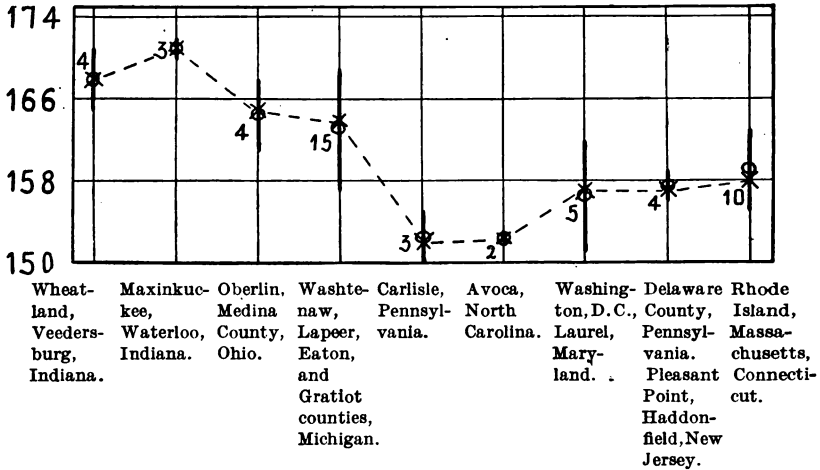 174
166
158
150
4
3
4
15
3
2
5
4
10
Wheat-
land,
Veeders-
burg,
Indiana.
Maxinkuc-
kee,
Waterloo,
Indiana.
Oberlin,
Medina
County,
Ohio.
Washte-
naw,
Lapeer,
Eaton,
and
Gratiot
counties,
Michigan.
Carlisle,
Pennsyl-
vania.
Avoca,
North
Carolina.
Washing-
ton, D.C.,
Laurel,
Mary-
land.
Delaware
County,
Pennsyl-
vania.
Pleasant
Point,
Haddon-
field, New
Jersey.
Rhode
Island,
Massa-
chusetts,
Connecti-
cut.